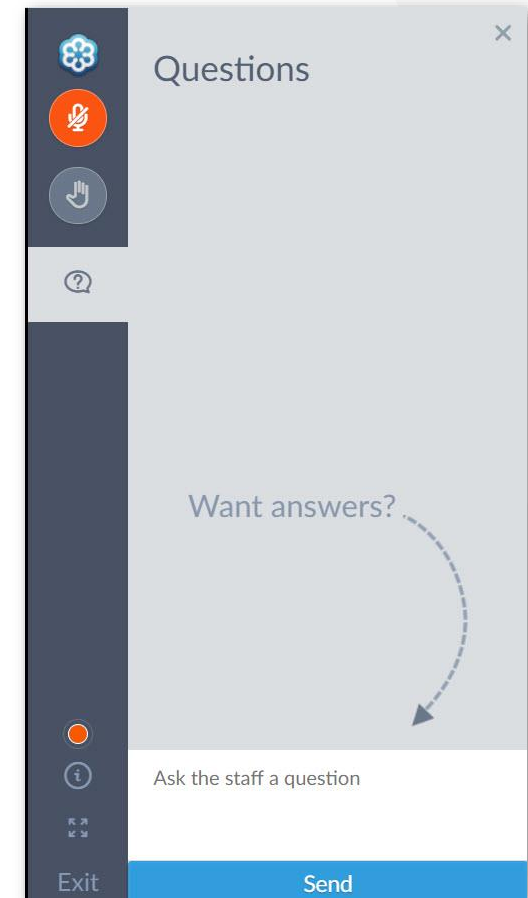 Questions
Want answers?
Ask the staff a question
Exit
Send